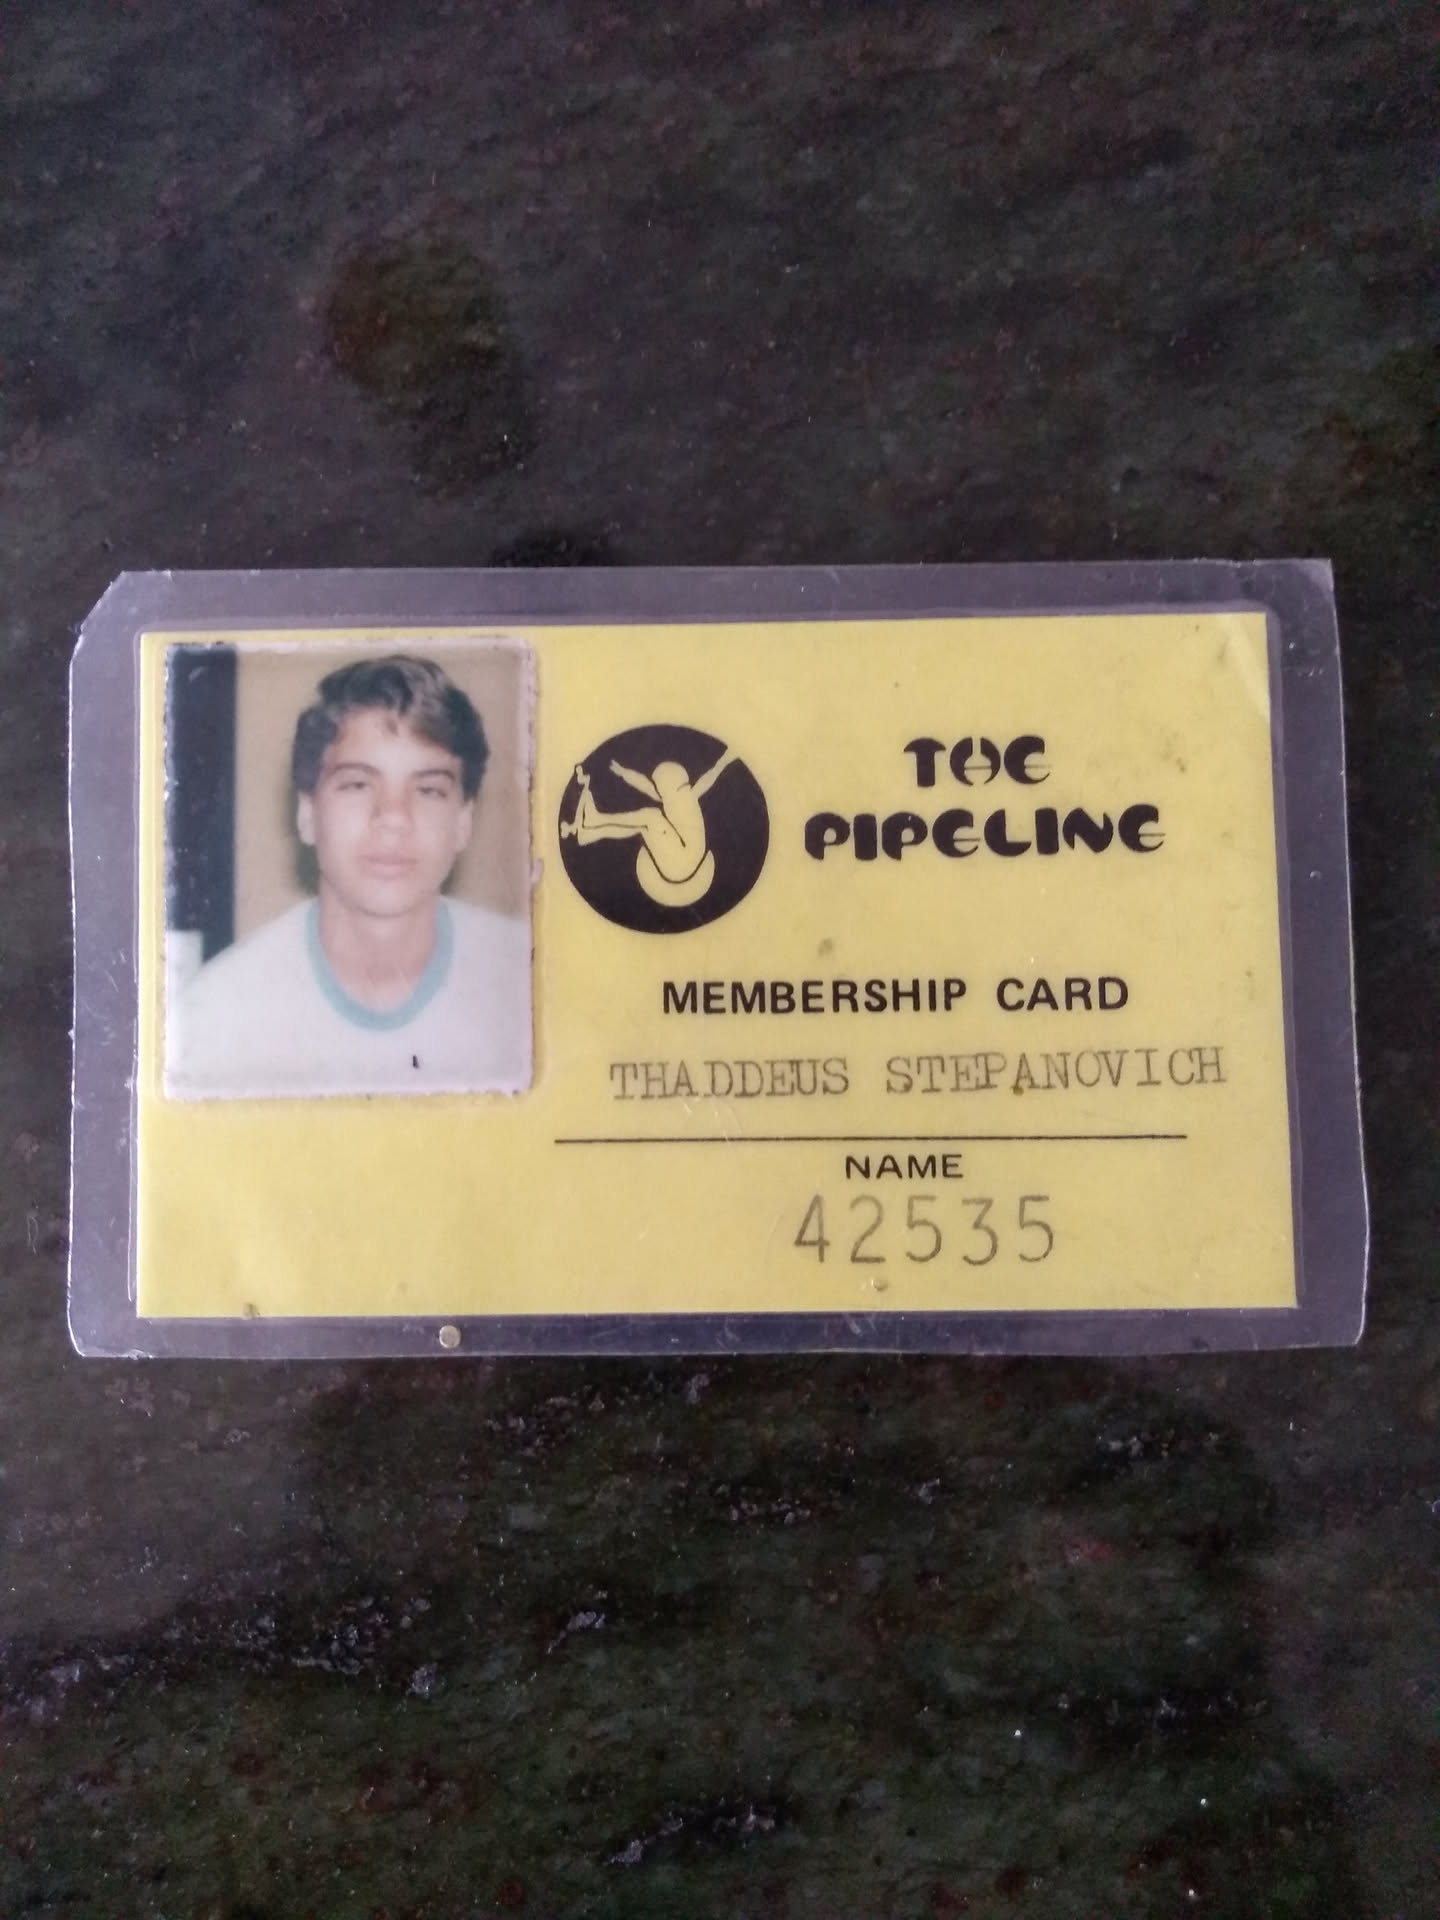 THE
PIPELINE
MEMBERSHIP CARD
THADDEUS STEPANOVICH
NAME
42535